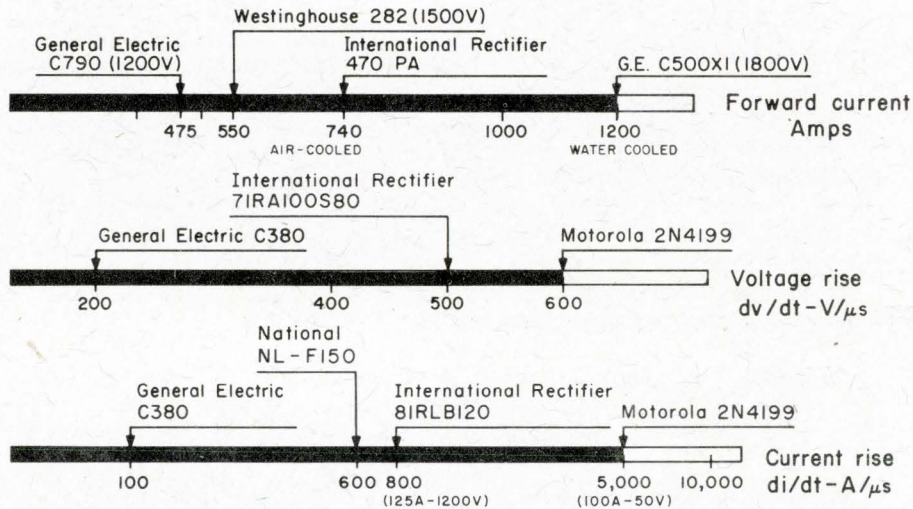 Westinghouse 282 (1500V)
General Electric
C790 (1200V)
International Rectifier
470 PA
G.E. C500X1 (1800V)
475 550 740 1000 1200
AIR-COOLED WATER COOLED
Forward current
Amps
International Rectifier
71RA100S80
General Electric C380
Motorola 2N4199
200 400 500 600
Voltage rise
dv/dt-V/μs
National
NL-F150
General Electric
C380
International Rectifier
81RLB120
Motorola 2N4199
100 600 800 5,000 10,000
(125A-1200V) (100A-50V)
Current rise
di/dt-A/μs